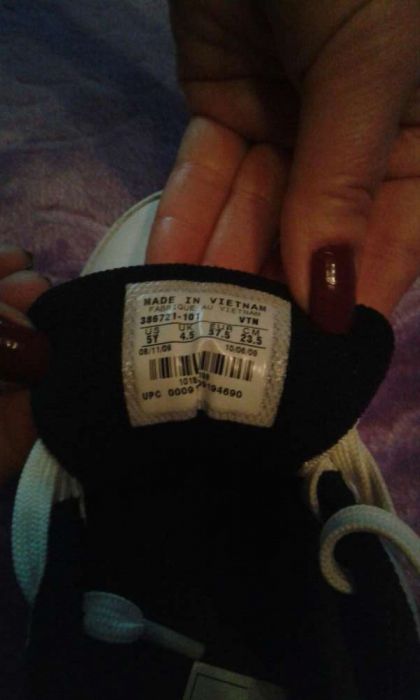 MADE IN VIETNAM
FABRIQUE AU VIETNAM
386721-101 VTN
US UK EUR CM
5Y 4.5 37.5 23.5
08/11/09 10/06/09
UPC